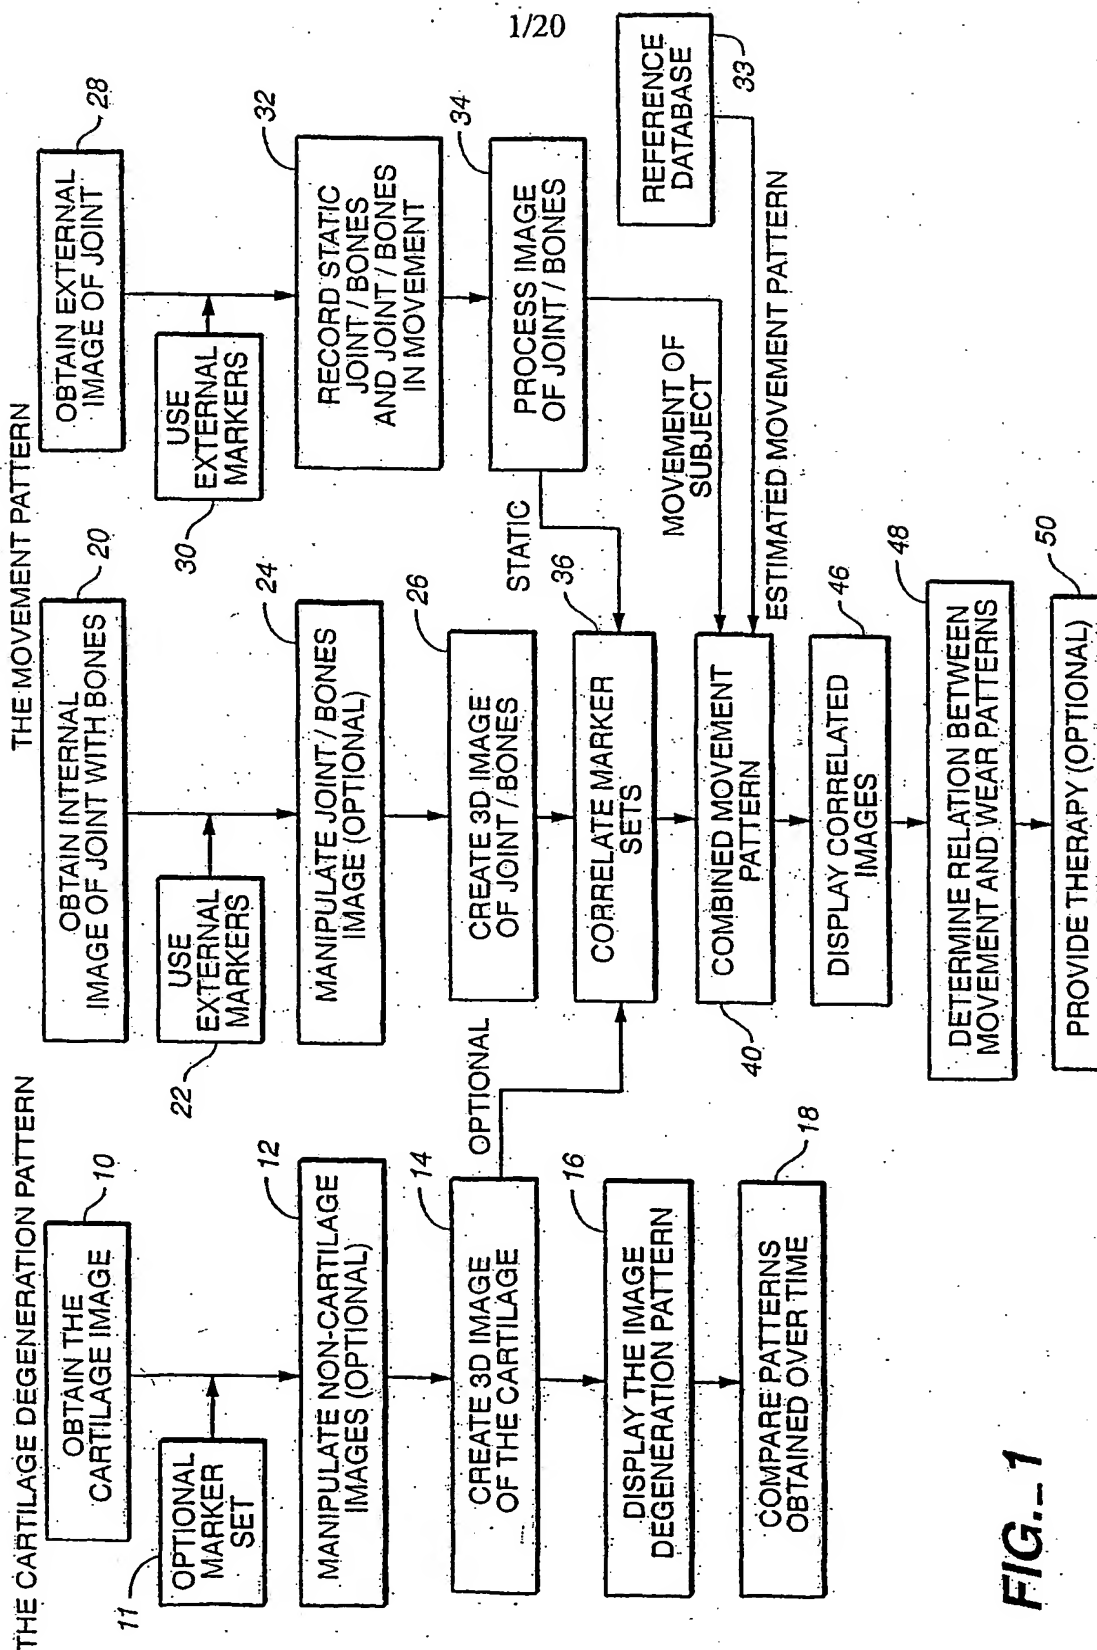 1/20
THE CARTILAGE DEGENERATION PATTERN
10
OBTAIN THE
CARTILAGE IMAGE
11
OPTIONAL
MARKER
SET
12
MANIPULATE NON-CARTILAGE
IMAGES (OPTIONAL)
14
CREATE 3D IMAGE
OF THE CARTILAGE
OPTIONAL
16
DISPLAY THE IMAGE
DEGENERATION PATTERN
18
COMPARE PATTERNS
OBTAINED OVER TIME
THE MOVEMENT PATTERN
20
OBTAIN INTERNAL
IMAGE OF JOINT WITH BONES
22
USE
EXTERNAL
MARKERS
24
MANIPULATE JOINT / BONES
IMAGE (OPTIONAL)
26
CREATE 3D IMAGE
OF JOINT / BONES
36
CORRELATE MARKER
SETS
40
COMBINED MOVEMENT
PATTERN
46
DISPLAY CORRELATED
IMAGES
48
DETERMINE RELATION BETWEEN
MOVEMENT AND WEAR PATTERNS
50
PROVIDE THERAPY (OPTIONAL)
28
OBTAIN EXTERNAL
IMAGE OF JOINT
30
USE
EXTERNAL
MARKERS
32
RECORD STATIC
JOINT / BONES
AND JOINT / BONES
IN MOVEMENT
34
PROCESS IMAGE
OF JOINT / BONES
STATIC
MOVEMENT OF
SUBJECT
33
REFERENCE
DATABASE
ESTIMATED MOVEMENT PATTERN
FIG._1